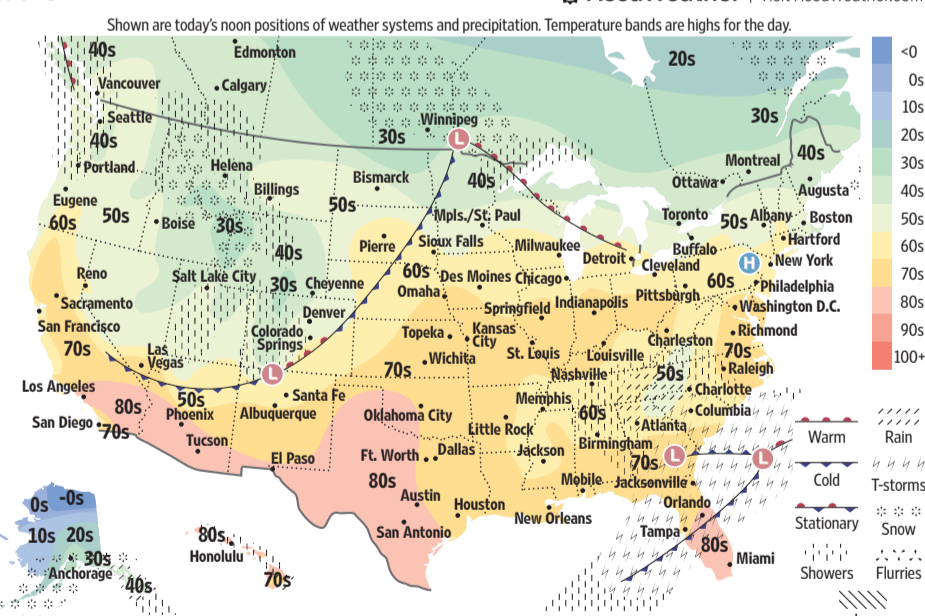 Shown are today's noon positions of weather systems and precipitation. Temperature bands are highs for the day.
40s
Edmonton
20s
<0
Vancouver
Calgary
0s
Seattle
Winnipeg
30s
10s
40s
30s
L
20s
Portland
Helena
Montreal
40s
30s
Billings
Bismarck
40s
Ottawa
Augusta
40s
Eugene
50s
Mpls./St. Paul
Toronto
50s
Albany
Boston
50s
60s
50s
Boise
30s
Pierre
Sioux Falls
Milwaukee
Buffalo
Hartford
60s
40s
Detroit
Cleveland
H
New York
70s
Reno
Salt Lake City
30s
Cheyenne
60s
Des Moines
Chicago
60s
Philadelphia
80s
Sacramento
Omaha
Springfield
Indianapolis
Pittsburgh
Washington D.C.
90s
San Francisco
Denver
Topeka
Kansas
City
Charleston
Richmond
100+
Colorado
Springs
70s
Las
Vegas
Wichita
St. Louis
Louisville
70s
Raleigh
L
70s
Nashville
50s
Los Angeles
50s
Santa Fe
Memphis
Charlotte
80s
Phoenix
Albuquerque
Oklahoma City
60s
Columbia
San Diego
70s
Little Rock
Atlanta
Birmingham
Tucson
El Paso
Ft. Worth
Dallas
Jackson
70s
L
L
80s
Mobile
Jacksonville
Austin
Houston
New Orleans
Orlando
0s
-0s
San Antonio
Tampa
80s
Miami
10s
20s
30s
Anchorage
40s
80s
Honolulu
70s
Warm
Rain
Cold
T-storms
Stationary
Snow
Showers
Flurries